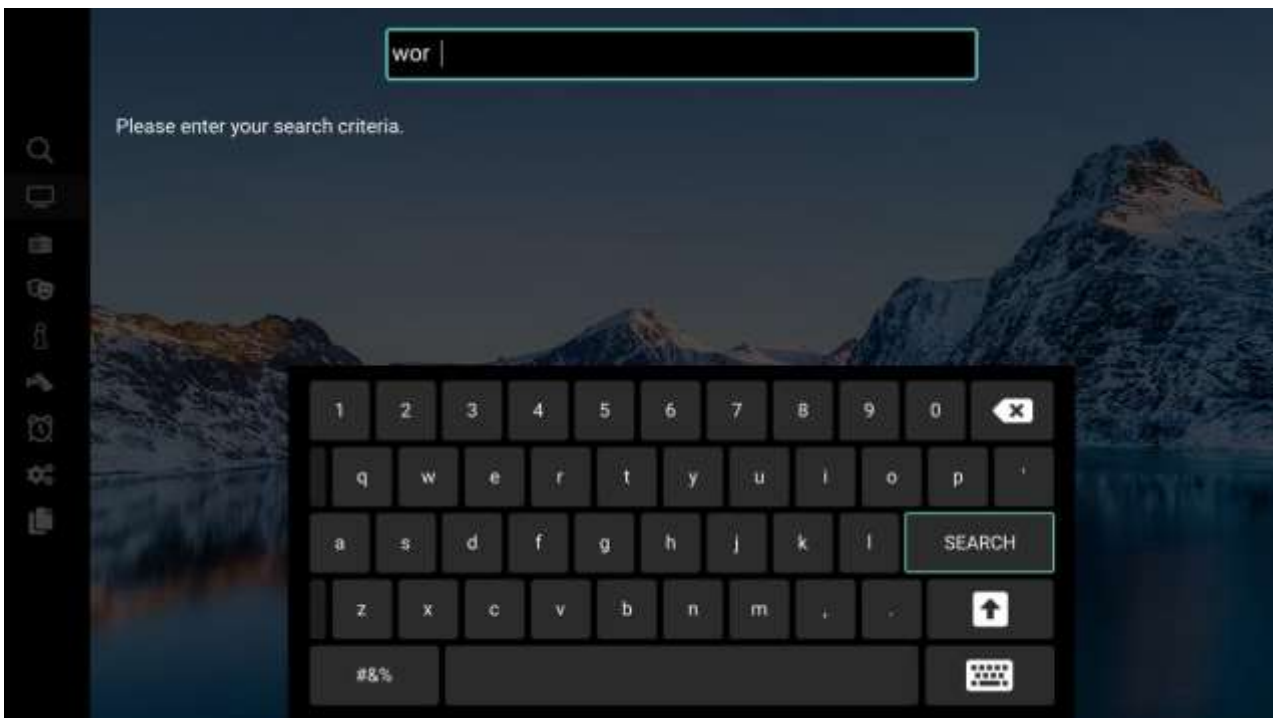 wor
Please enter your search criteria.
1 2 3 4 5 6 7 8 9 0
q w e r t y u i o p '
a s d f g h j k l SEARCH
z x c v b n m , .
#&%